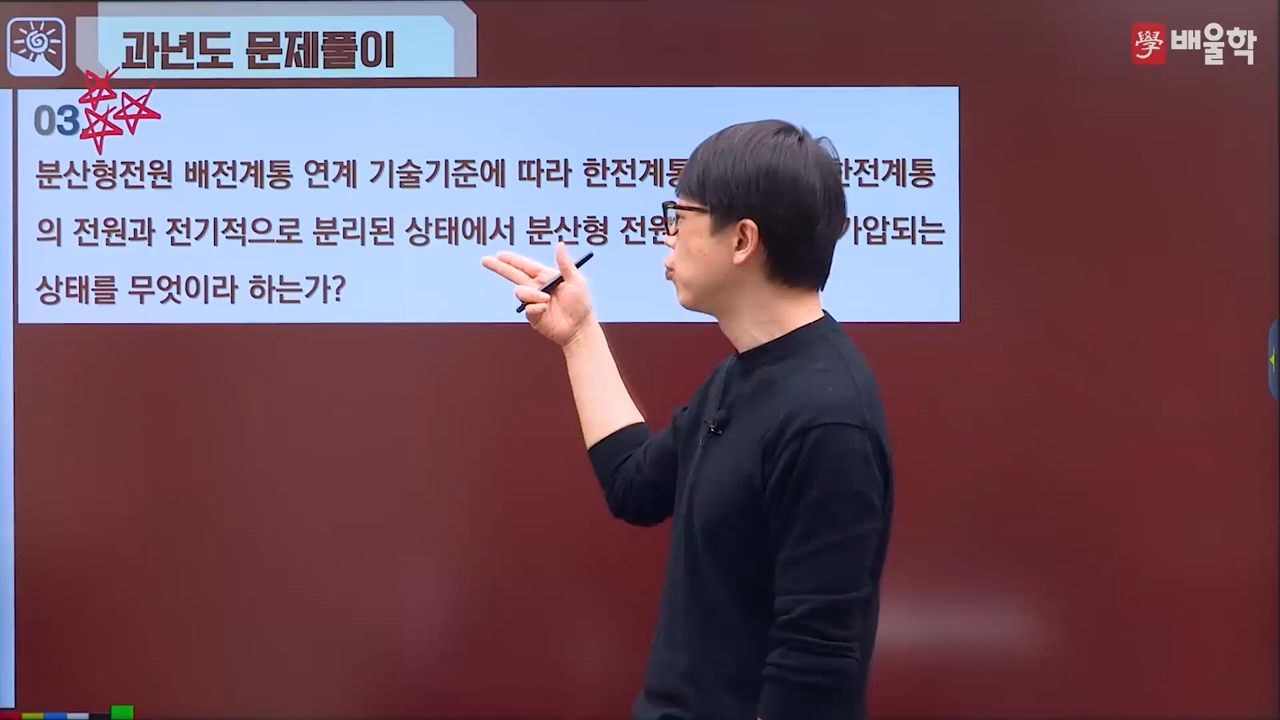 과년도 문제풀이
學 배울학
03
분산형전원 배전계통 연계 기술기준에 따라 한전계통 한전계통
의 전원과 전기적으로 분리된 상태에서 분산형 전원 가압되는
상태를 무엇이라 하는가?